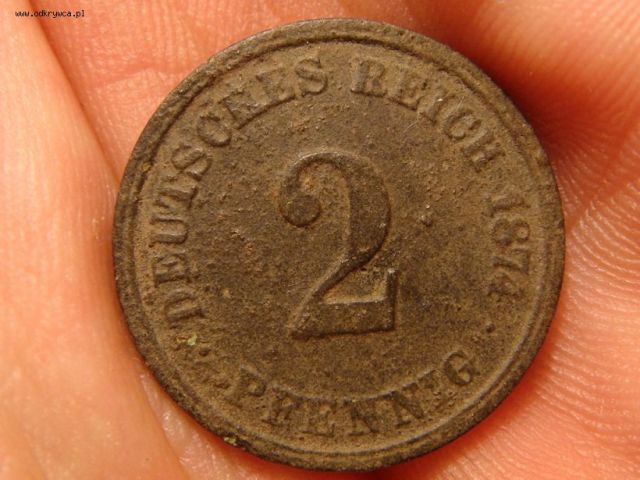 www.odkrywca.pl
DEUTSCHES REICH 1874.
2
PFENNIG